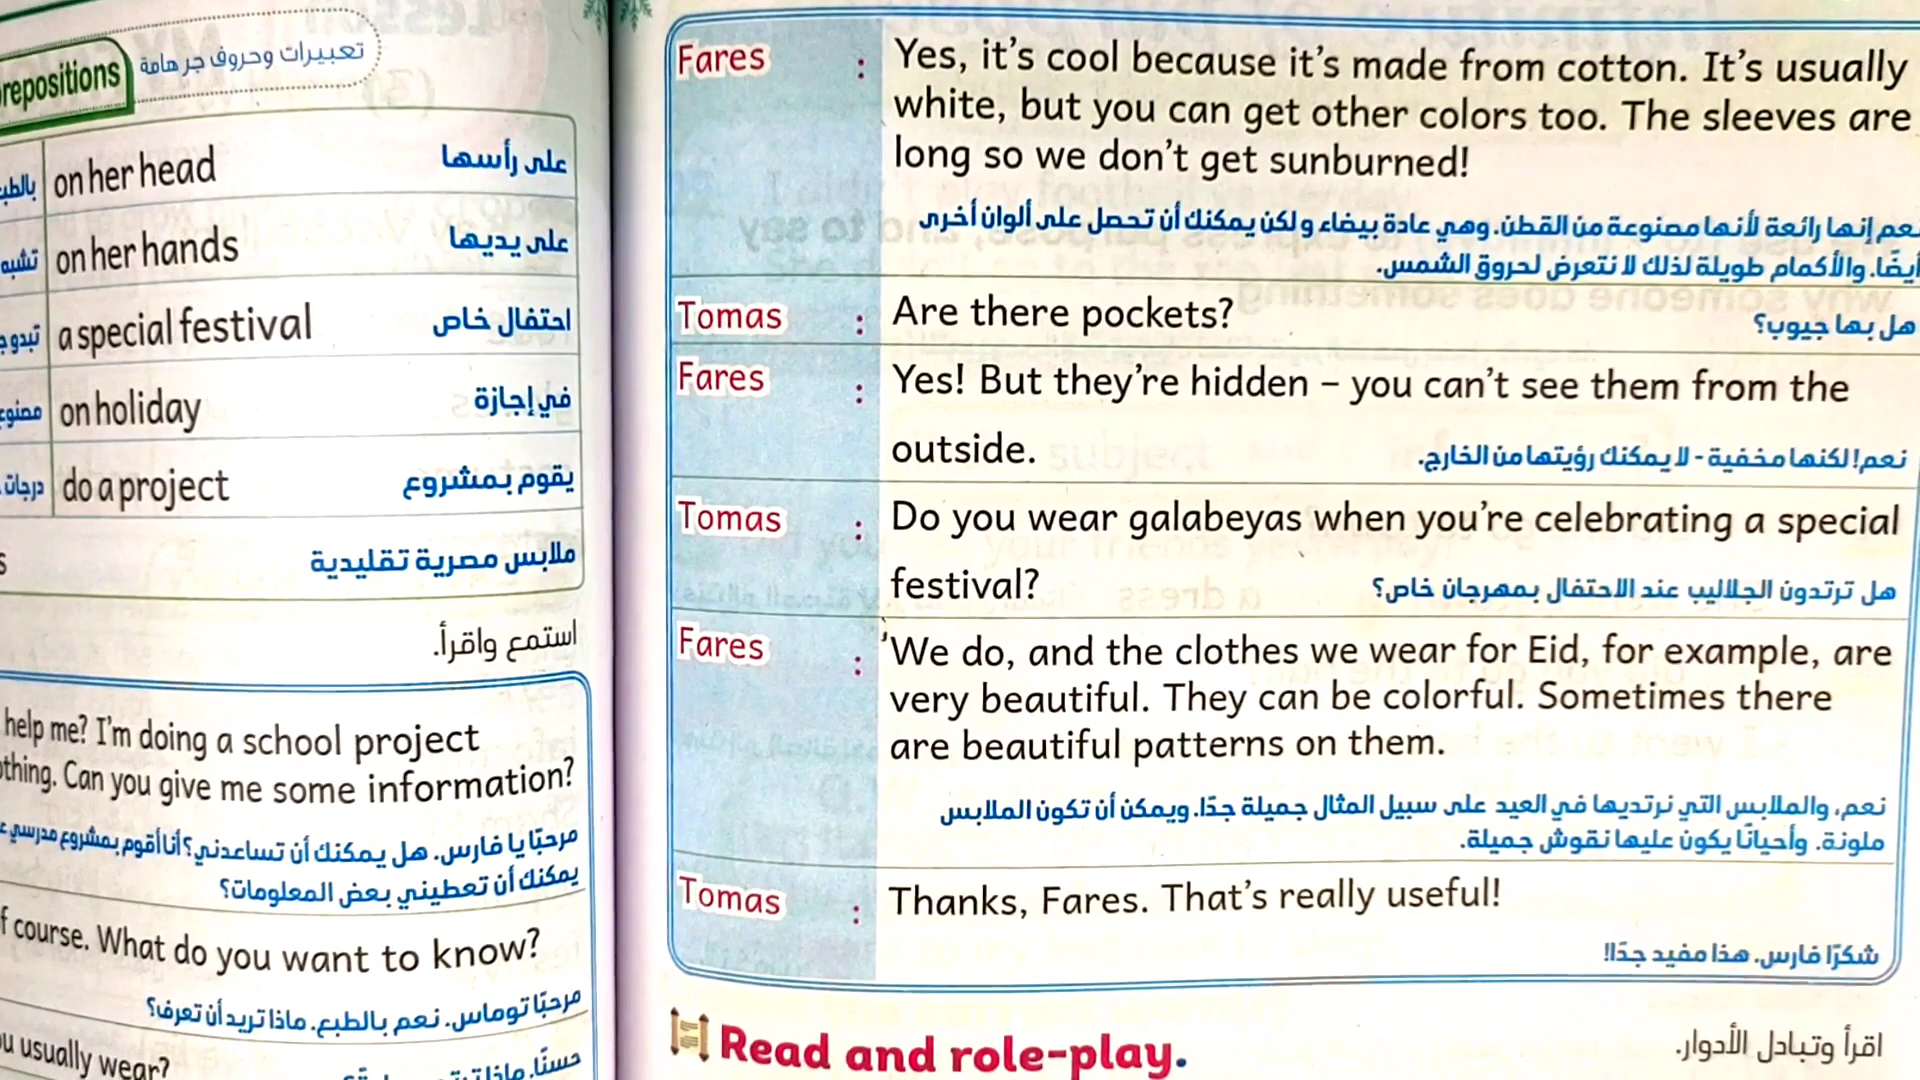 repositions
تعبيرات وحروف جر هامة
on her head على رأسها
on her hands على يديها
a special festival احتفال خاص
on holiday في إجازة
do a project يقوم بمشروع
s ملابس مصرية تقليدية
استمع واقرأ.
help me? I'm doing a school project
othing. Can you give me some information?
مرحبًا يا فارس. هل يمكنك أن تساعدني؟ أنا أقوم بمشروع مدرسي
يمكنك أن تعطيني بعض المعلومات؟
f course. What do you want to know?
مرحبًا توماس. نعم بالطبع. ماذا تريد أن تعرف؟
u usually wear?
Fares : Yes, it's cool because it's made from cotton. It's usually
white, but you can get other colors too. The sleeves are
long so we don't get sunburned!
نعم إنها رائعة لأنها مصنوعة من القطن. وهي عادة بيضاء ولكن يمكنك أن تحصل على ألوان أخرى
أيضًا. والأكمام طويلة لذلك لا نتعرض لحروق الشمس.
Tomas : Are there pockets? هل بها جيوب؟
Fares : Yes! But they're hidden – you can't see them from the
outside. نعم! لكنها مخفية - لا يمكنك رؤيتها من الخارج.
Tomas : Do you wear galabeyas when you're celebrating a special
festival? هل ترتدون الجلاليب عند الاحتفال بمهرجان خاص؟
Fares : We do, and the clothes we wear for Eid, for example, are
very beautiful. They can be colorful. Sometimes there
are beautiful patterns on them.
نعم، والملابس التي نرتديها في العيد على سبيل المثال جميلة جدًا. ويمكن أن تكون الملابس
ملونة. وأحيانًا يكون عليها نقوش جميلة.
Tomas : Thanks, Fares. That's really useful!
شكرًا فارس. هذا مفيد جدًا!
Read and role-play. اقرأ وتبادل الأدوار.